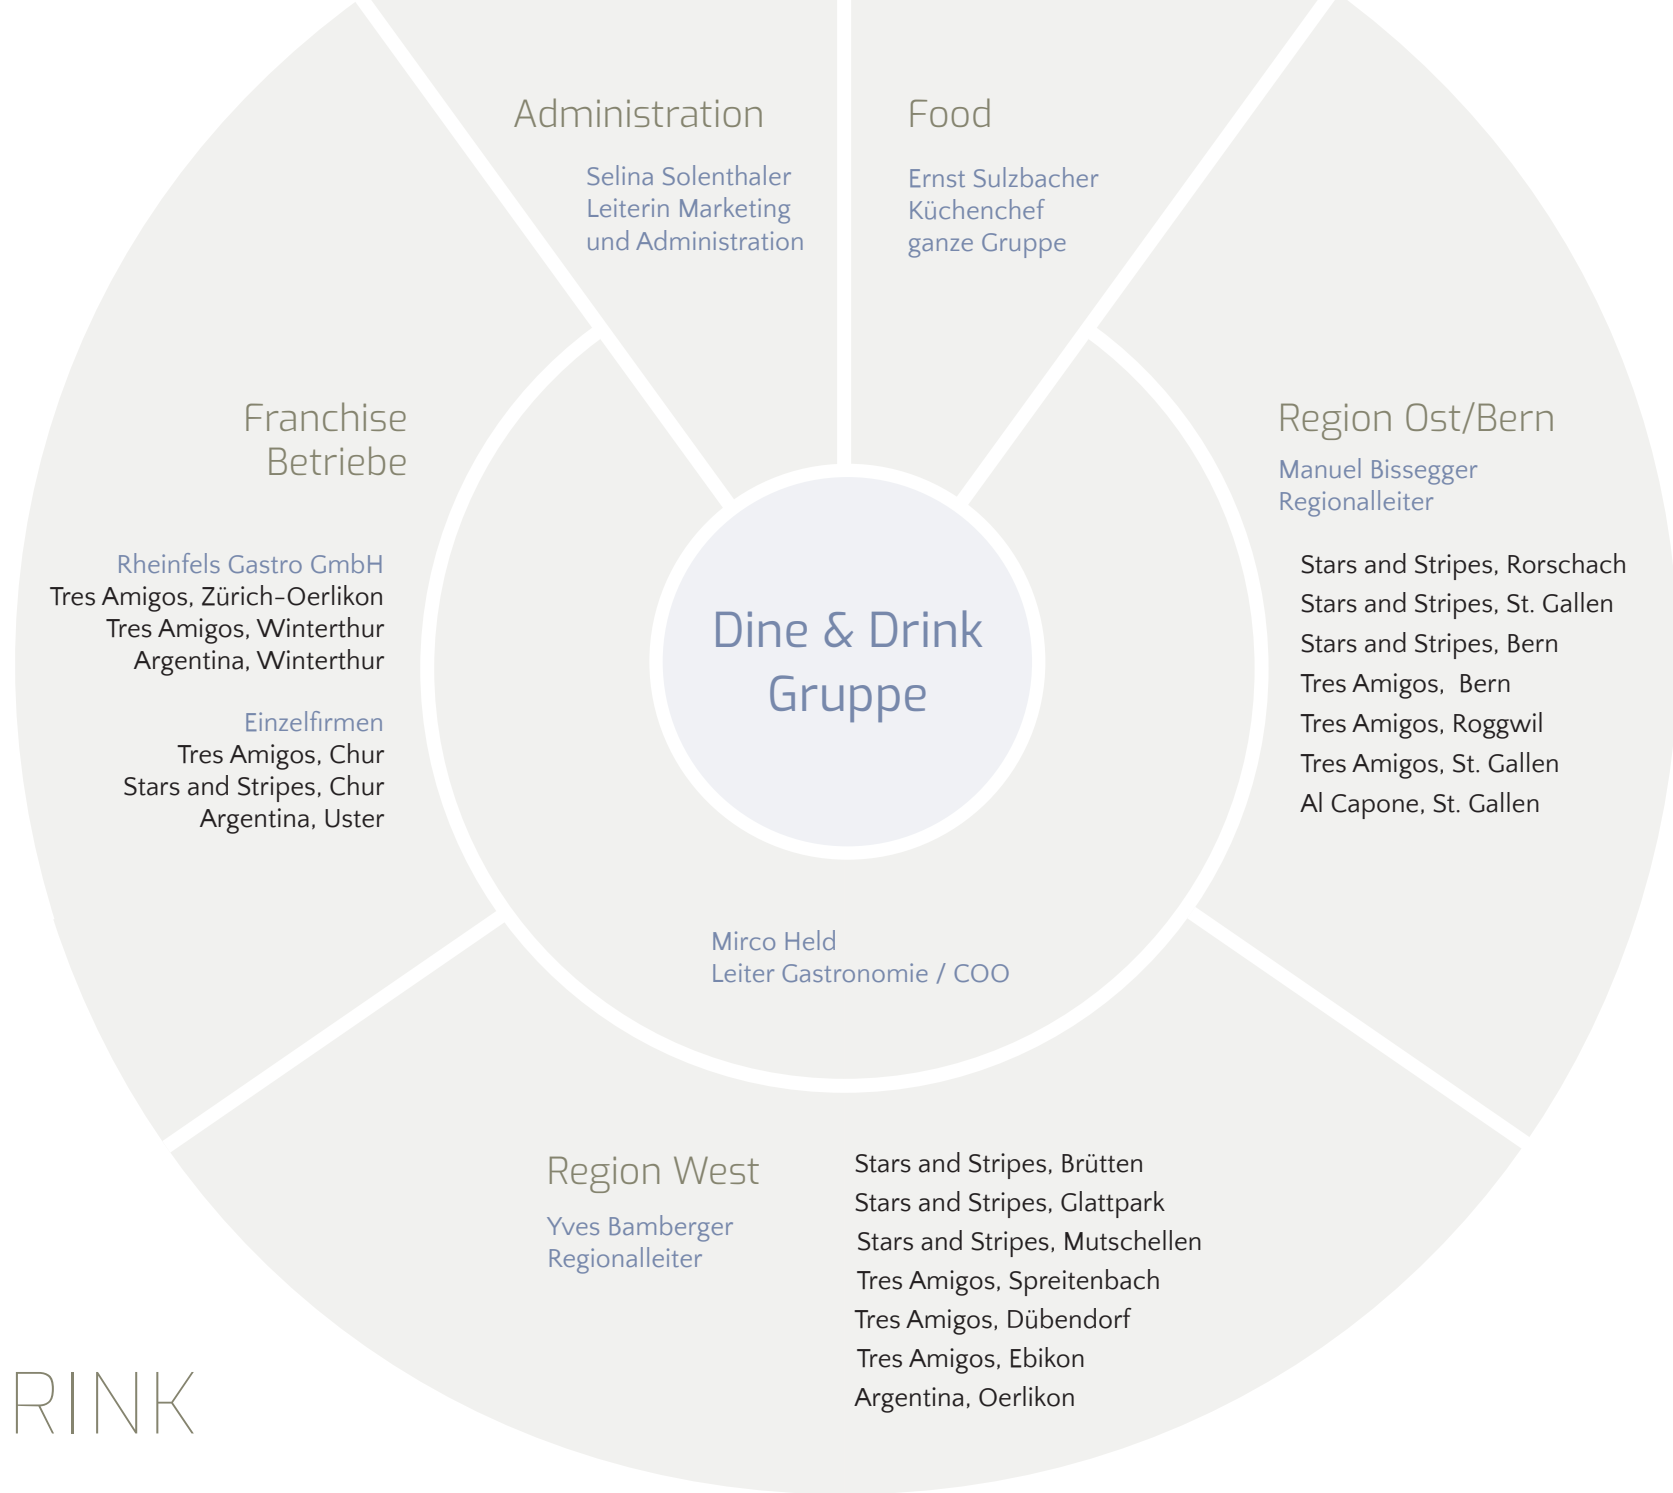 Administration
Selina Solenthaler
Leiterin Marketing
und Administration
Food
Ernst Sulzbacher
Küchenchef
ganze Gruppe
Franchise
Betriebe
Rheinfels Gastro GmbH
Tres Amigos, Zürich-Oerlikon
Tres Amigos, Winterthur
Argentina, Winterthur
Einzelfirmen
Tres Amigos, Chur
Stars and Stripes, Chur
Argentina, Uster
Dine & Drink
Gruppe
Mirco Held
Leiter Gastronomie / COO
Region Ost/Bern
Manuel Bissegger
Regionalleiter
Stars and Stripes, Rorschach
Stars and Stripes, St. Gallen
Stars and Stripes, Bern
Tres Amigos, Bern
Tres Amigos, Roggwil
Tres Amigos, St. Gallen
Al Capone, St. Gallen
Region West
Yves Bamberger
Regionalleiter
Stars and Stripes, Brütten
Stars and Stripes, Glattpark
Stars and Stripes, Mutschellen
Tres Amigos, Spreitenbach
Tres Amigos, Dübendorf
Tres Amigos, Ebikon
Argentina, Oerlikon
RINK